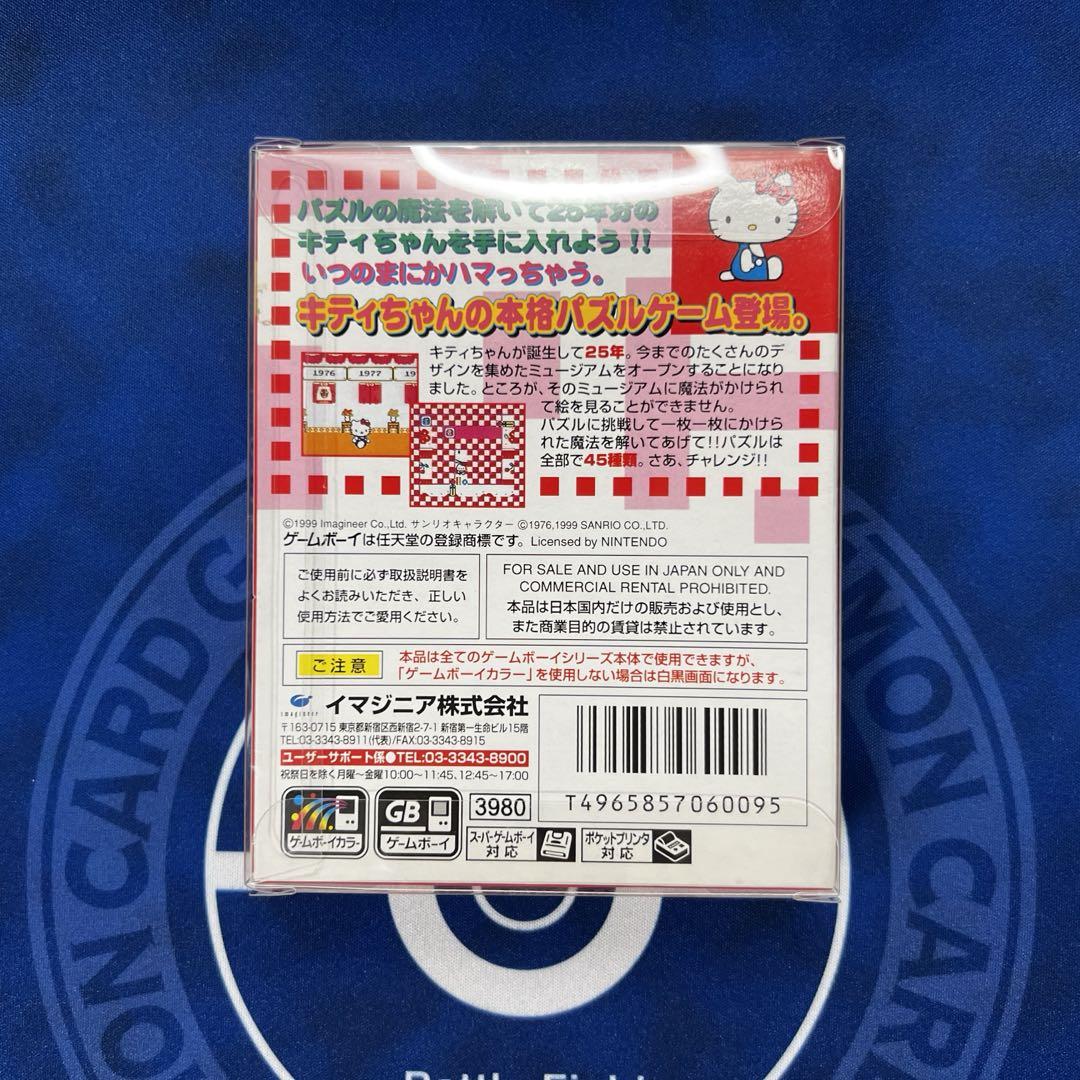 パズルの魔法を解いて25年分の
キティちゃんを手に入れよう!!
いつのまにかハマっちゃう。
キティちゃんの本格パズルゲーム登場。
キティちゃんが誕生して25年。今までのたくさんのデ
ザインを集めたミュージアムをオープンすることになり
ました。ところが、そのミュージアムに魔法がかけられ
て絵を見ることができません。
パズルに挑戦して一枚一枚にかけら
れた魔法を解いてあげて!!パズルは
全部で45種類。さあ、チャレンジ!!
1976 1977 19
©1999 Imagineer Co.,Ltd. サンリオキャラクター ©1976,1999 SANRIO CO.,LTD.
ゲームボーイは任天堂の登録商標です。Licensed by NINTENDO
ご使用前に必ず取扱説明書を
よくお読みいただき、正しい
使用方法でご愛用ください。
FOR SALE AND USE IN JAPAN ONLY AND
COMMERCIAL RENTAL PROHIBITED.
本品は日本国内だけの販売および使用とし、
また商業目的の賃貸は禁止されています。
ご注意
本品は全てのゲームボーイシリーズ本体で使用できますが、
「ゲームボーイカラー」を使用しない場合は白黒画面になります。
imagineer イマジニア株式会社
〒163-0715 東京都新宿区西新宿2-7-1 新宿第一生命ビル15階
TEL:03-3343-8911(代表)/FAX:03-3343-8915
ユーザーサポート係●TEL:03-3343-8900
祝祭日を除く月曜〜金曜10:00〜11:45、12:45〜17:00
T4965857060095
ゲームボーイカラー
GB
ゲームボーイ
3980
スーパーゲームボーイ
対応
ポケットプリンタ
対応